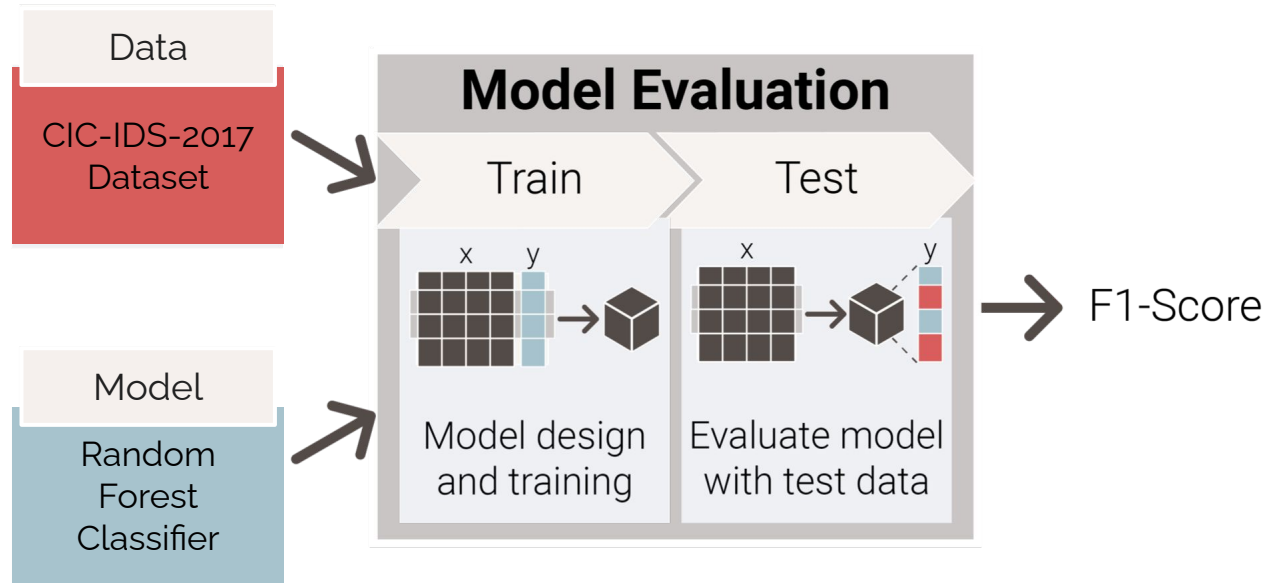 Data
CIC-IDS-2017
Dataset
Model
Random
Forest
Classifier
Model Evaluation
Train
Test
x
y
x
y
Model design
and training
Evaluate model
with test data
F1-Score